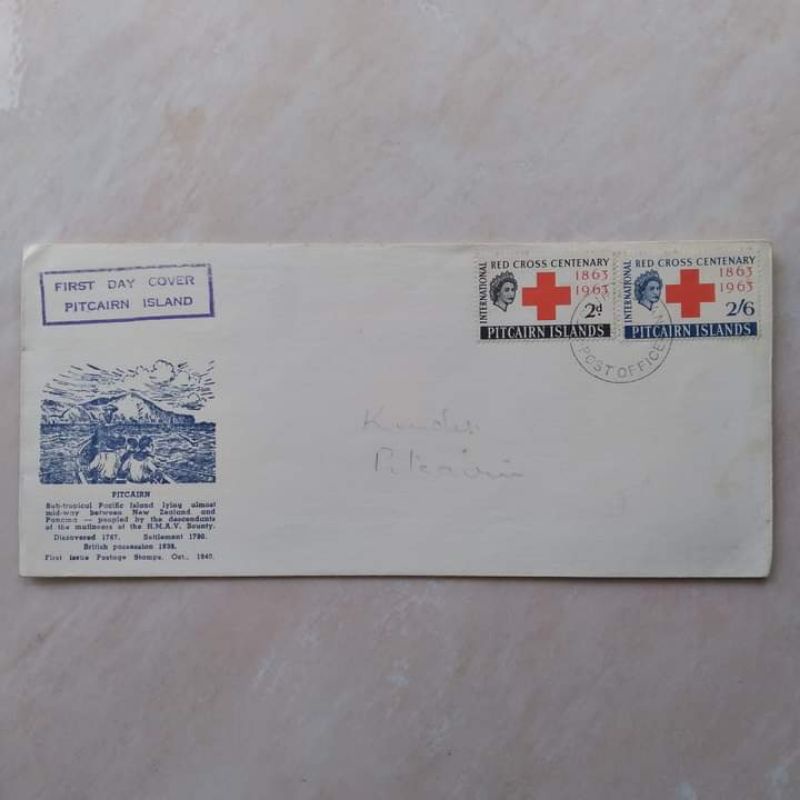 FIRST DAY COVER
PITCAIRN ISLAND
INTERNATIONAL
RED CROSS CENTENARY
1863
1963
2d
PITCAIRN ISLANDS
INTERNATIONAL
RED CROSS CENTENARY
1863
1963
2/6
PITCAIRN ISLANDS
POST OFFICE
Pitcairn
PITCAIRN
Sub-tropical Pacific Island lying almost
mid-way between New Zealand and
Panama — peopled by the descendants
of the mutineers of the H.M.A.V. Bounty.
Discovered 1767. Settlement 1790.
British possession 1838.
First Issue Postage Stamps, Oct., 1940.